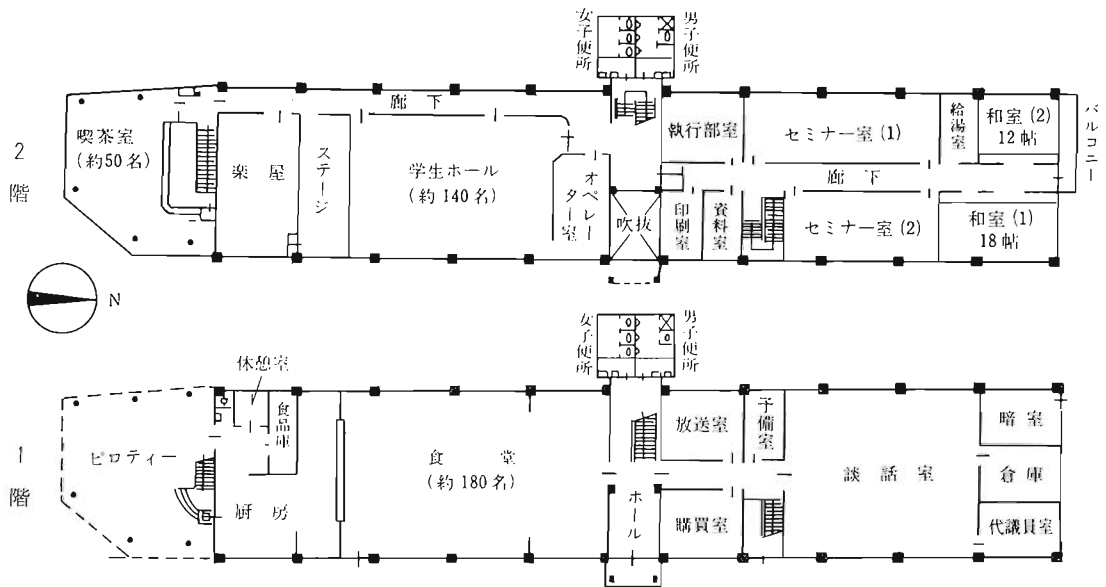 女子便所
男子便所
2階
喫茶室
(約50名)
楽屋
ステージ
廊下
学生ホール
(約140名)
オペレーター室
吹抜
執行部室
印刷室
資料室
セミナー室(1)
廊下
セミナー室(2)
給湯室
和室(2)
12帖
和室(1)
18帖
バルコニー
N
女子便所
男子便所
1階
ピロティー
休憩室
食品庫
厨房
食堂
(約180名)
ホール
放送室
購買室
予備室
談話室
暗室
倉庫
代議員室